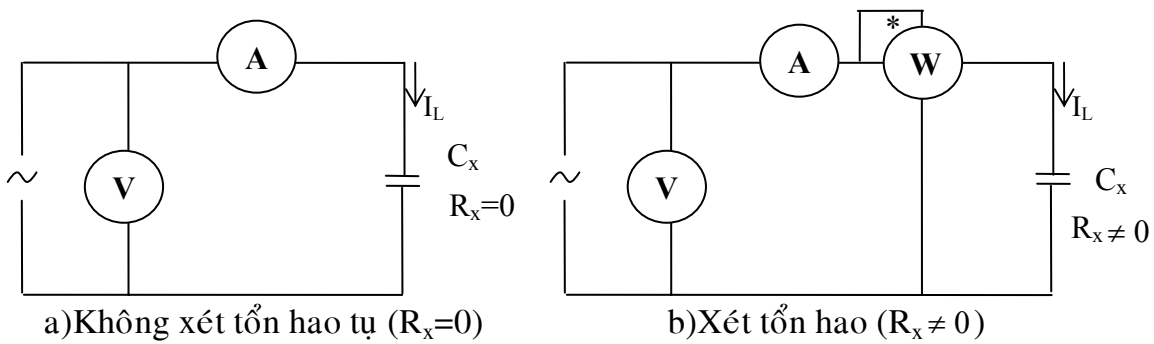 A
I_L
V
C_x
R_x=0
a)Không xét tổn hao tụ (R_x=0)
*
A
W
I_L
V
C_x
R_x ≠ 0
b)Xét tổn hao (R_x ≠ 0)